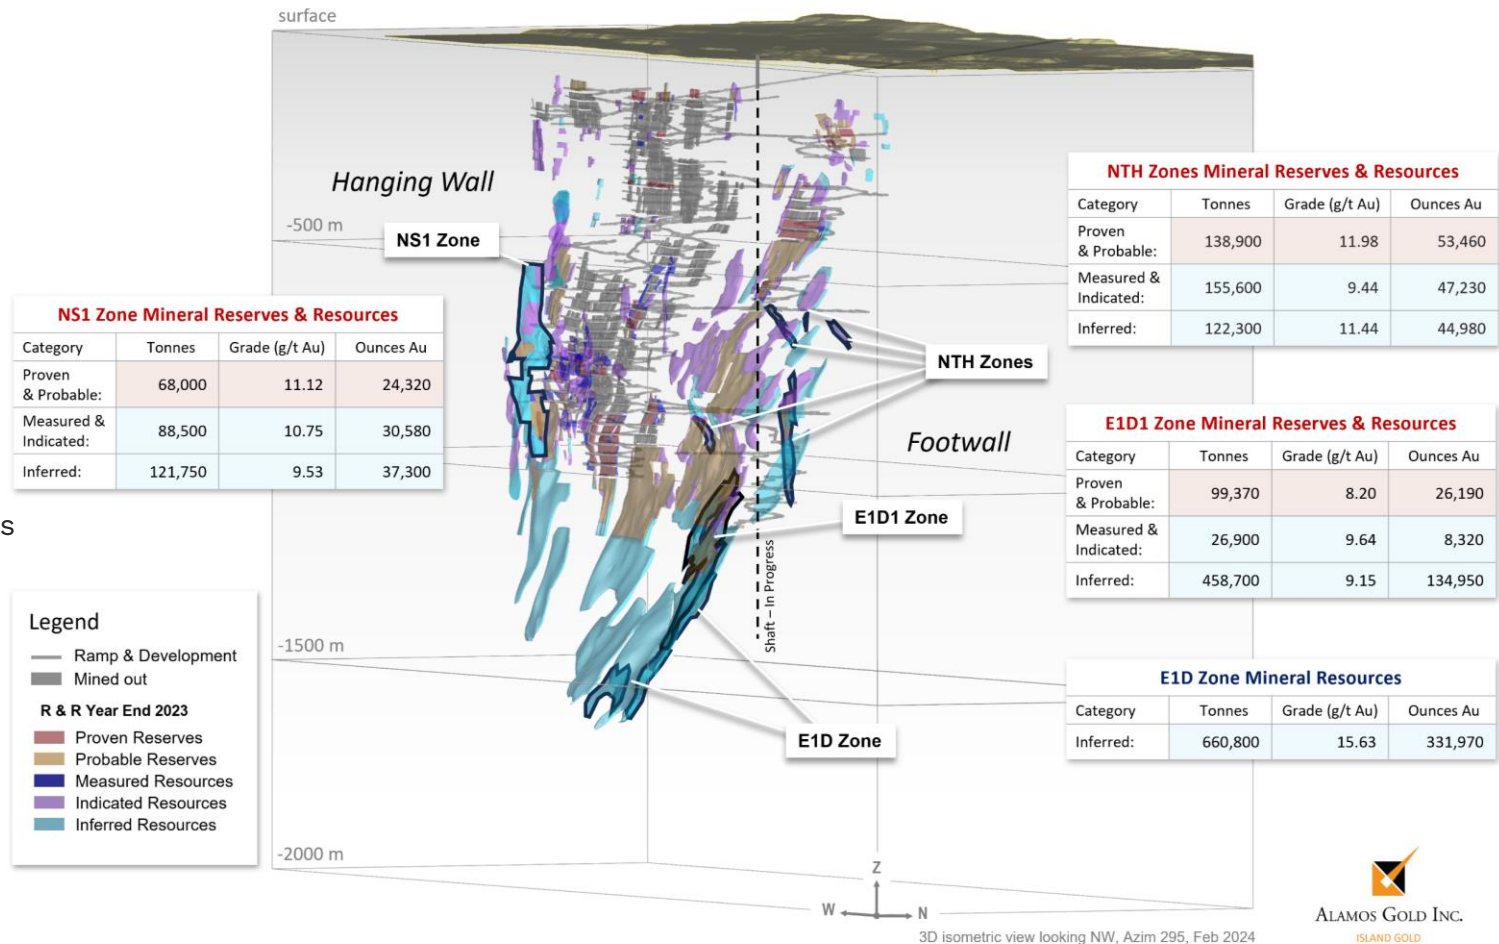 surface
Hanging Wall
-500 m
NS1 Zone
NS1 Zone Mineral Reserves & Resources
Category Tonnes Grade (g/t Au) Ounces Au
Proven
& Probable: 68,000 11.12 24,320
Measured &
Indicated: 88,500 10.75 30,580
Inferred: 121,750 9.53 37,300
S
NTH Zones Mineral Reserves & Resources
Category Tonnes Grade (g/t Au) Ounces Au
Proven
& Probable: 138,900 11.98 53,460
Measured &
Indicated: 155,600 9.44 47,230
Inferred: 122,300 11.44 44,980
NTH Zones
Footwall
E1D1 Zone Mineral Reserves & Resources
Category Tonnes Grade (g/t Au) Ounces Au
Proven
& Probable: 99,370 8.20 26,190
Measured &
Indicated: 26,900 9.64 8,320
Inferred: 458,700 9.15 134,950
E1D1 Zone
Shaft – In Progress
Legend
Ramp & Development
Mined out
R & R Year End 2023
Proven Reserves
Probable Reserves
Measured Resources
Indicated Resources
Inferred Resources
-1500 m
E1D Zone
E1D Zone Mineral Resources
Category Tonnes Grade (g/t Au) Ounces Au
Inferred: 660,800 15.63 331,970
-2000 m
Z
W N
3D isometric view looking NW, Azim 295, Feb 2024
ALAMOS GOLD INC.
ISLAND GOLD